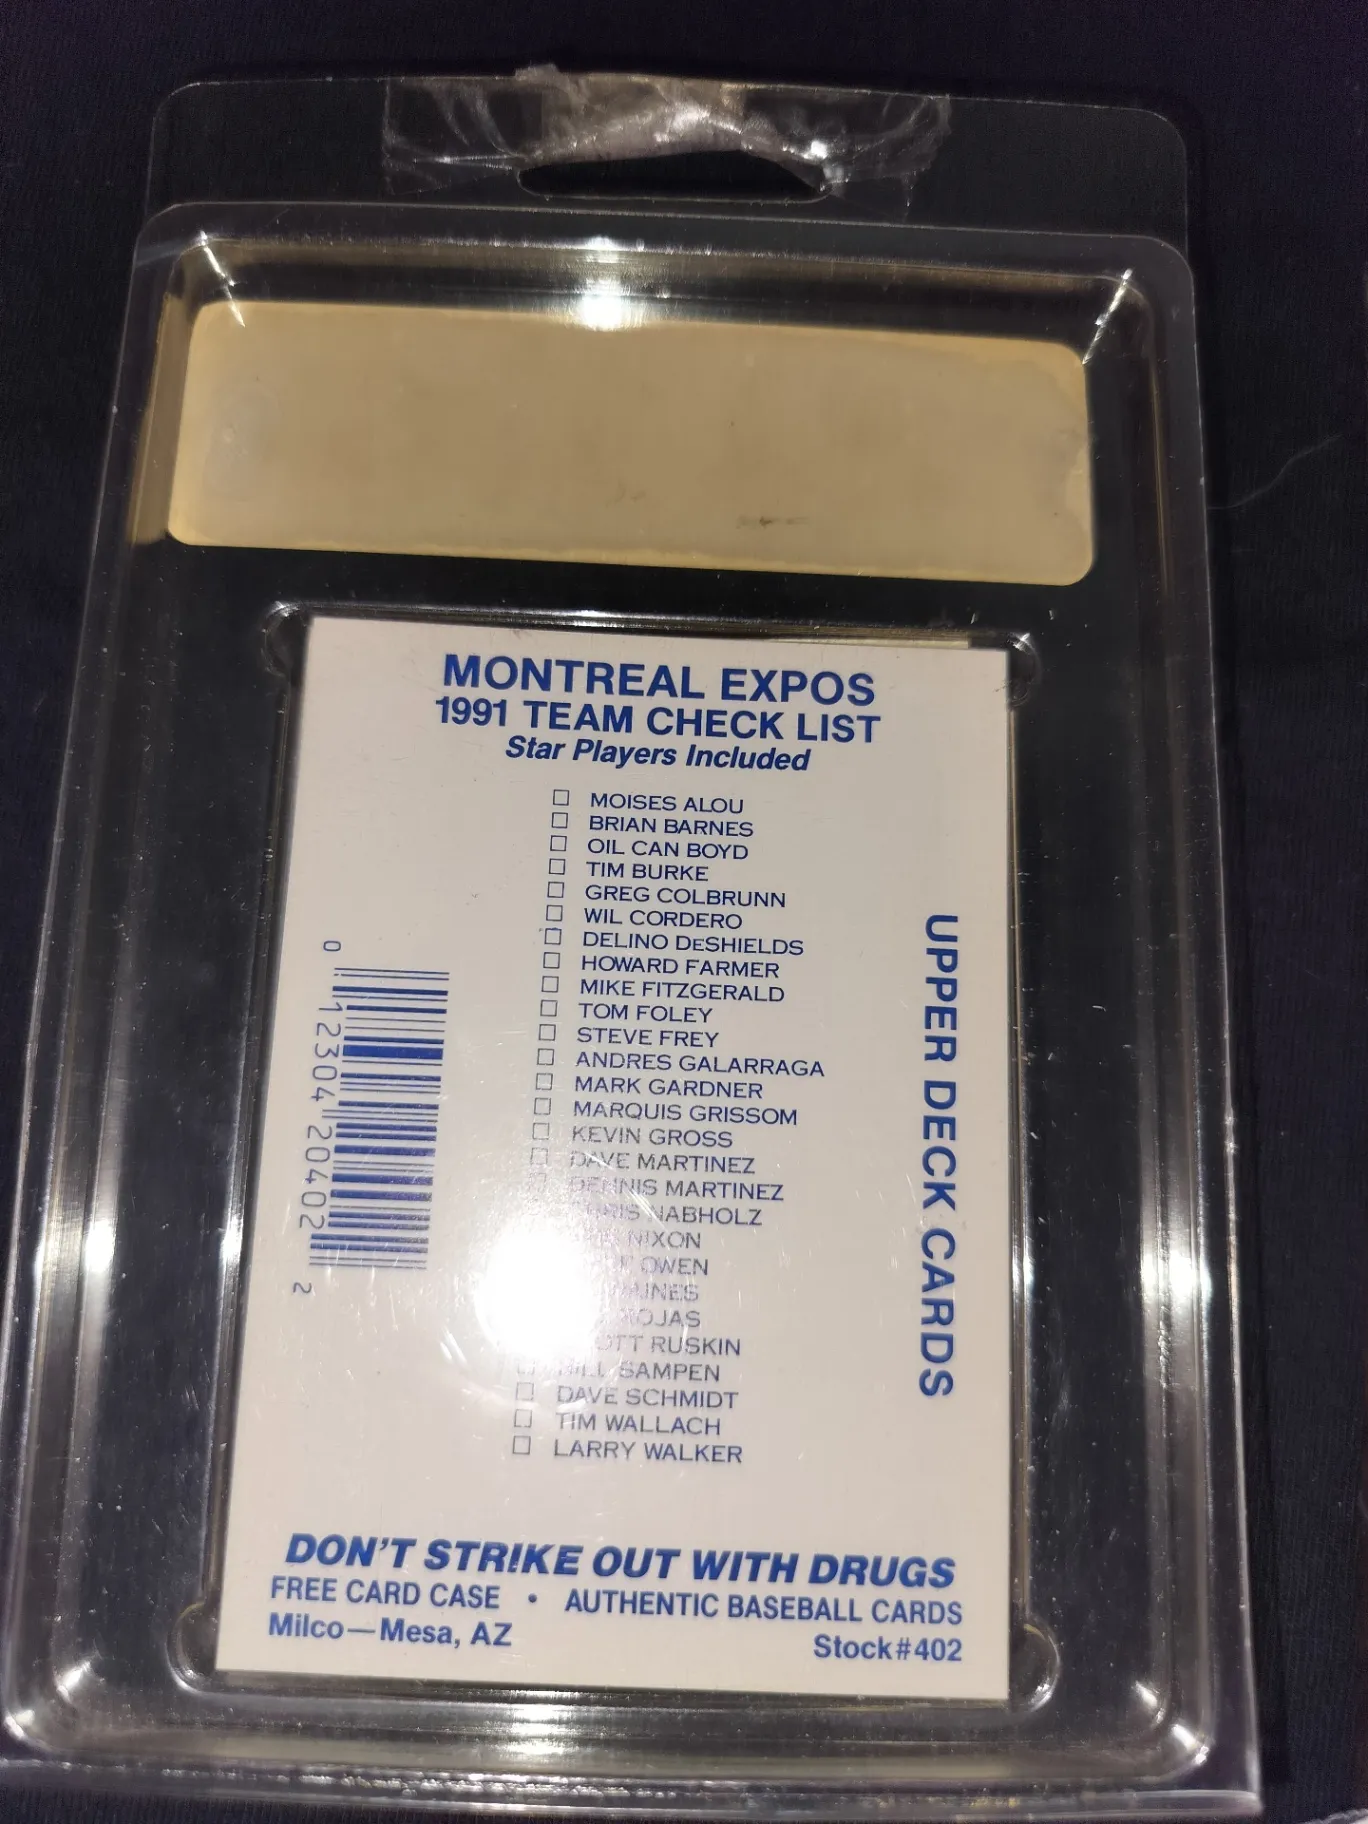 MONTREAL EXPOS
1991 TEAM CHECK LIST
Star Players Included
MOISES ALOU
BRIAN BARNES
OIL CAN BOYD
TIM BURKE
GREG COLBRUNN
WIL CORDERO
DELINO DeSHIELDS
HOWARD FARMER
MIKE FITZGERALD
TOM FOLEY
STEVE FREY
ANDRES GALARRAGA
MARK GARDNER
MARQUIS GRISSOM
KEVIN GROSS
DAVE MARTINEZ
DENNIS MARTINEZ
NABHOLZ
NIXON
OWEN
ROJAS
RUSKIN
BILL SAMPEN
DAVE SCHMIDT
TIM WALLACH
LARRY WALKER
0 12304 20402 2
UPPER DECK CARDS
DON'T STRIKE OUT WITH DRUGS
FREE CARD CASE • AUTHENTIC BASEBALL CARDS
Milco—Mesa, AZ Stock#402